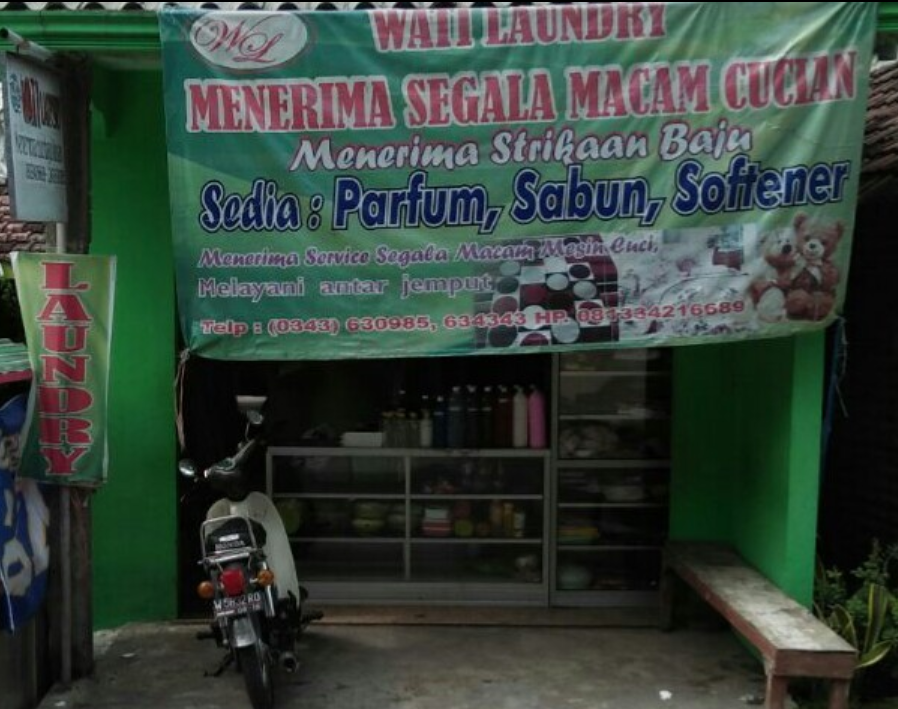 WL
WATI LAUNDRY
MENERIMA SEGALA MACAM CUCIAN
Menerima Strikaan Baju
Sedia : Parfum, Sabun, Softener
Menerima Service Segala Macam Mesin Cuci,
Melayani antar jemput
Telp : (0343) 630985, 634343 HP. 081334216589
LAUNDRY
HONDA